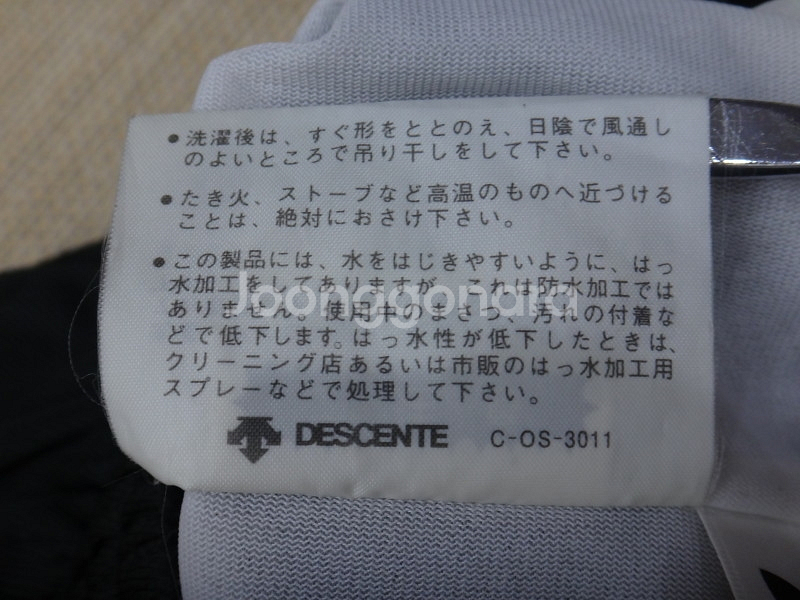 ●洗濯後は、すぐ形をととのえ、日陰で風通し
のよいところで吊り干しをして下さい。
●たき火、ストーブなど高温のものへ近づける
ことは、絶対におさけ下さい。
●この製品には、水をはじきやすいように、はっ
水加工をしてありますが、これは防水加工では
ありません。使用中のまさつ、汚れの付着な
どで低下します。はっ水性が低下したときは、
クリーニング店あるいは市販のはっ水加工用
スプレーなどで処理して下さい。
DESCENTE C-OS-3011
Joonggonara